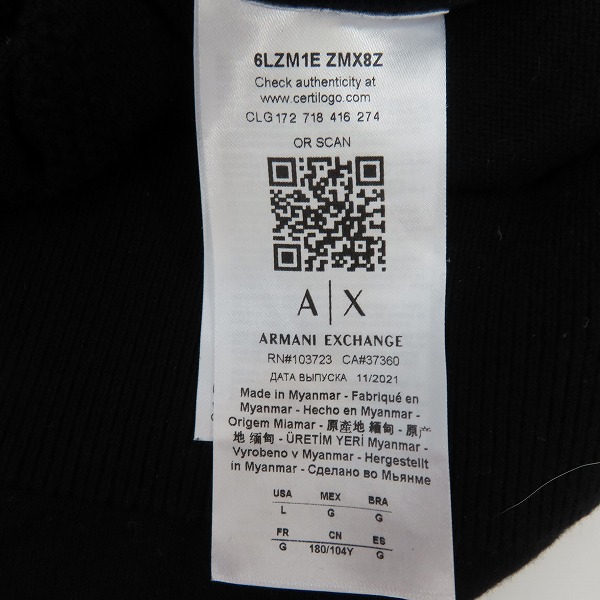 6LZM1E ZMX8Z
Check authenticity at
www.certilogo.com
CLG 172 718 416 274
OR SCAN
A|X
ARMANI EXCHANGE
RN#103723 CA#37360
ДАТА ВЫПУСКА 11/2021
Made in Myanmar - Fabriqué en
Myanmar - Hecho en Myanmar -
Origem Miamar - 原產地 緬甸 - 原产
地 缅甸 - ÜRETİM YERİ Myanmar -
Vyrobeno v Myanmar - Hergestellt
in Myanmar - Сделано во Мьянме
USA MEX BRA
L G G
FR CN ES
G 180/104Y G